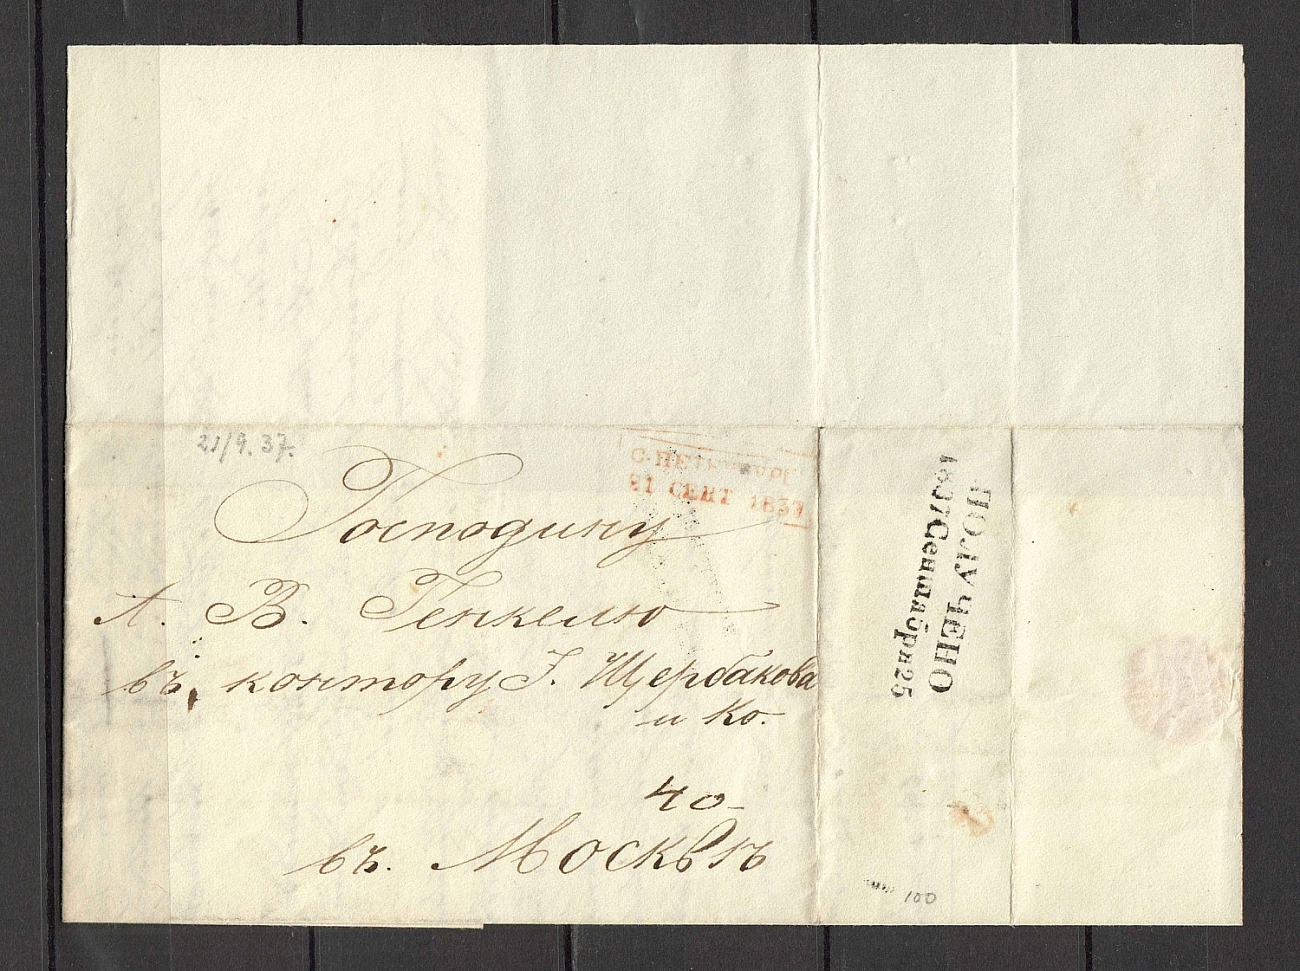 21/9.37.
С·ПЕТЕРБУРГ
21 СЕНТ 1837
Господину
А. В. Генкелю
въ контору Г. Щербакова
и Ко.
40
въ. Москвѣ
ПОЛУЧЕНО
1837 Сентября 25
100